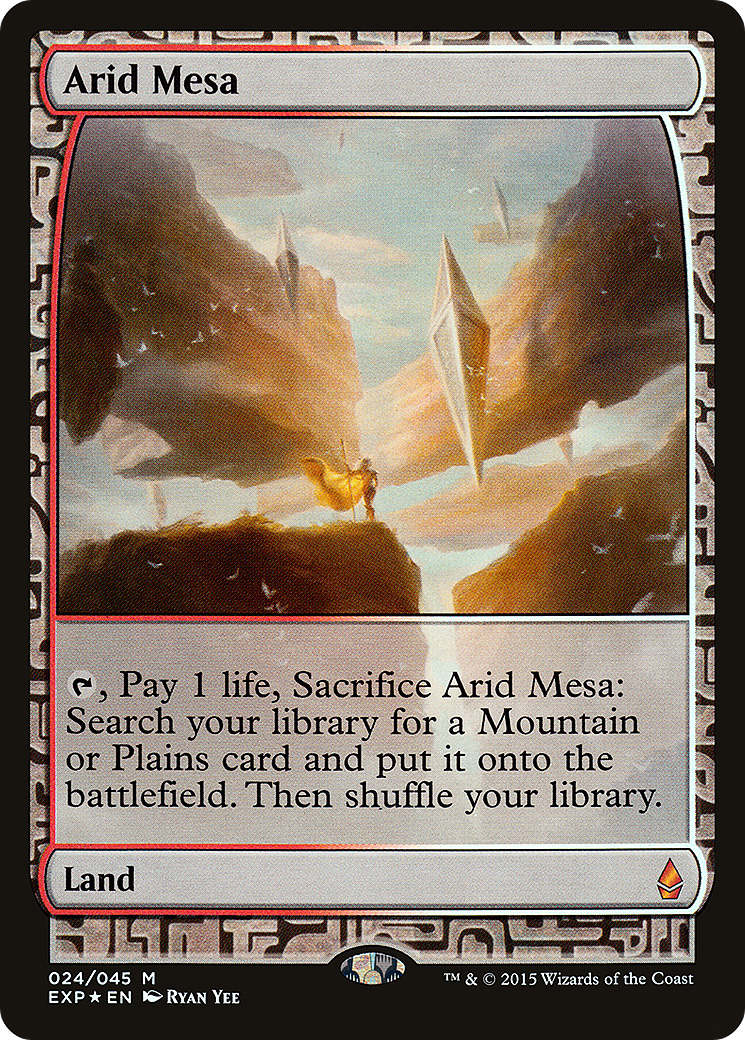 Arid Mesa
, Pay 1 life, Sacrifice Arid Mesa:
Search your library for a Mountain
or Plains card and put it onto the
battlefield. Then shuffle your library.
Land
024/045 M
EXP★EN Ryan Yee
™ & © 2015 Wizards of the Coast